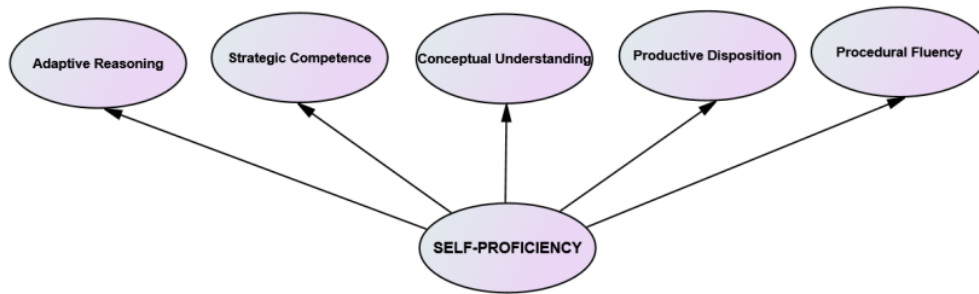 Adaptive Reasoning
Strategic Competence
Conceptual Understanding
Productive Disposition
Procedural Fluency
SELF-PROFICIENCY